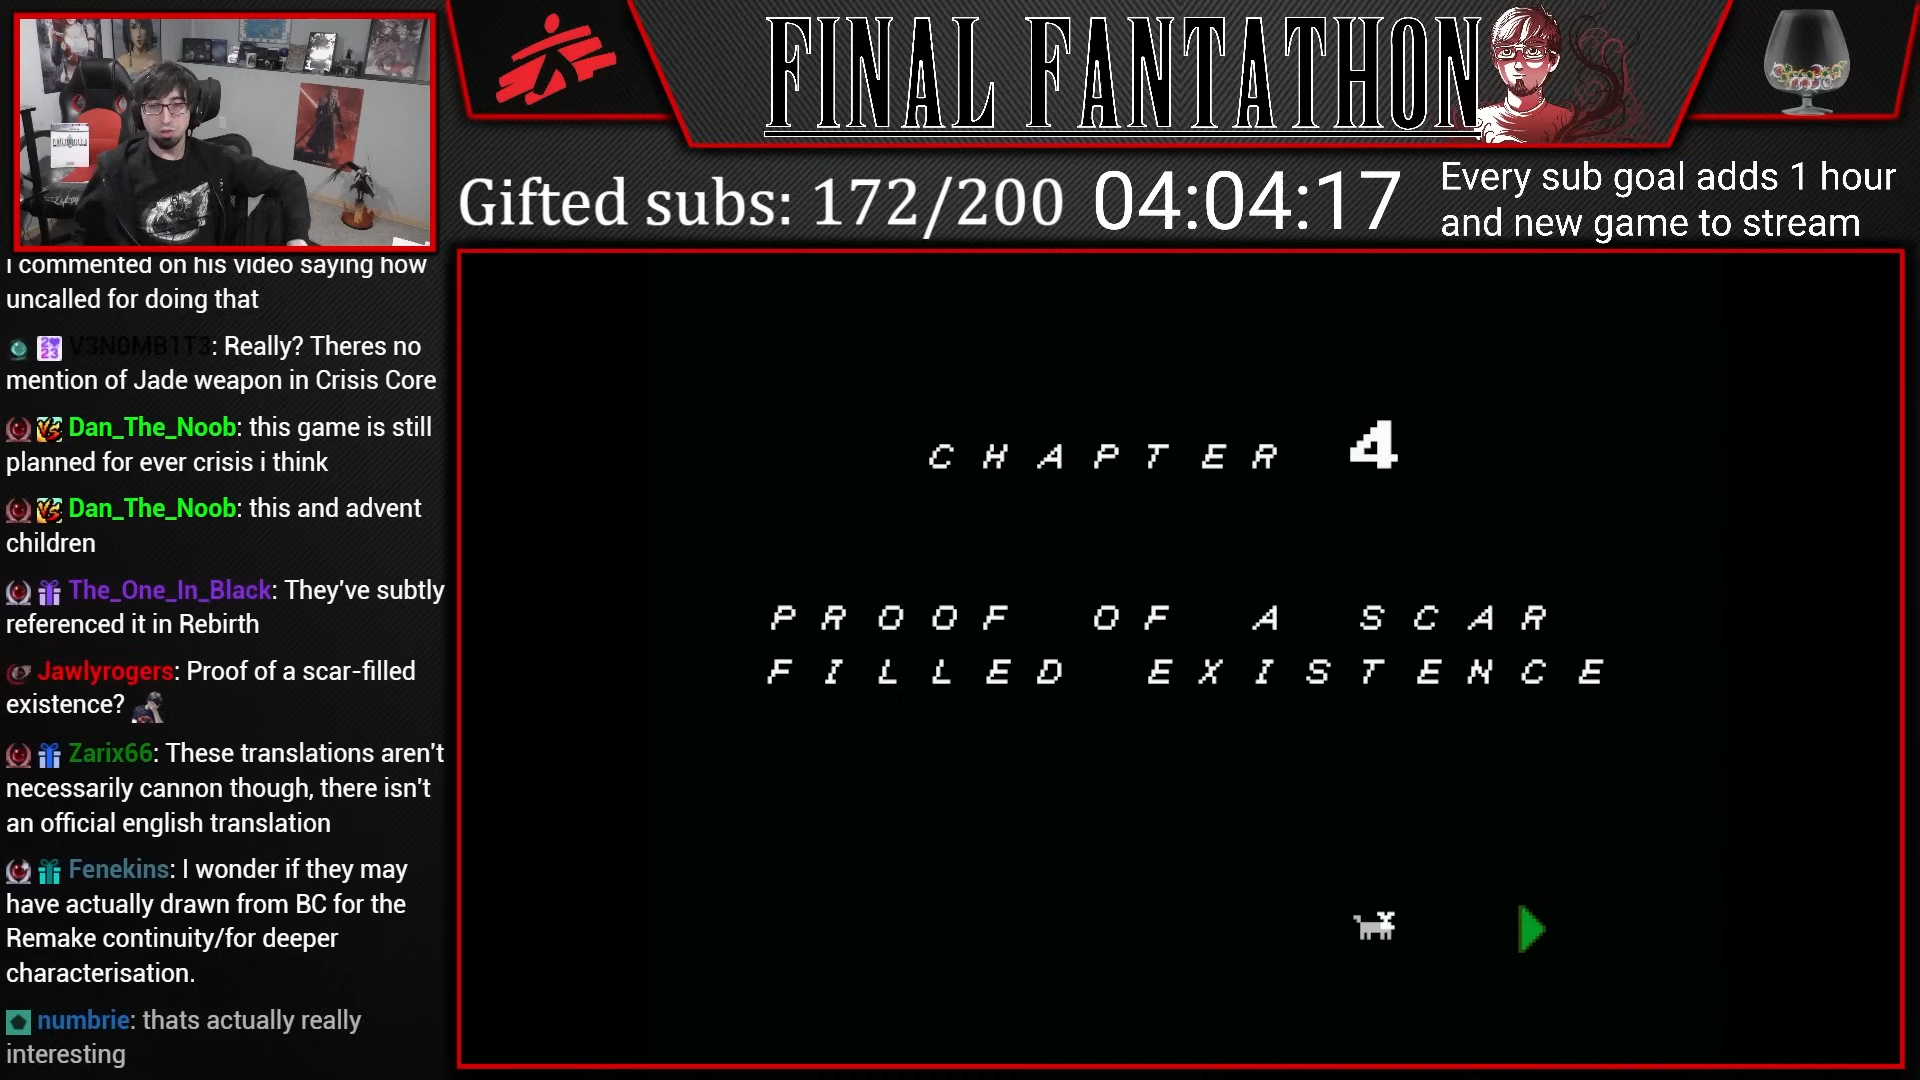 FINAL FANTATHON
Gifted subs: 172/200
04:04:17
Every sub goal adds 1 hour
and new game to stream
I commented on his video saying how
uncalled for doing that
V3N0MB1T3: Really? Theres no
mention of Jade weapon in Crisis Core
Dan_The_Noob: this game is still
planned for ever crisis i think
Dan_The_Noob: this and advent
children
The_One_In_Black: They've subtly
referenced it in Rebirth
Jawlyrogers: Proof of a scar-filled
existence?
Zarix66: These translations aren't
necessarily cannon though, there isn't
an official english translation
Fenekins: I wonder if they may
have actually drawn from BC for the
Remake continuity/for deeper
characterisation.
numbrie: thats actually really
interesting
CHAPTER 4
PROOF OF A SCAR
FILLED EXISTENCE